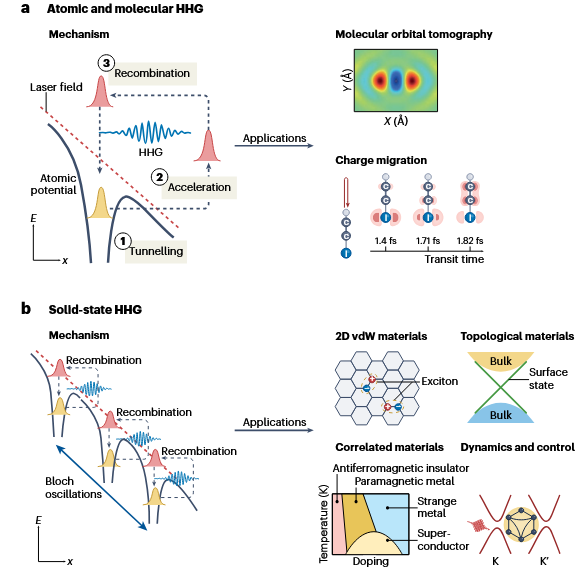 a Atomic and molecular HHG
Mechanism
3
Recombination
Laser field
HHG
2
Acceleration
Atomic
potential
1
Tunnelling
E
x
Applications
Molecular orbital tomography
Y (Å)
X (Å)
Charge migration
C
C
I
C
C
I
C
C
I
C
C
I
1.4 fs 1.71 fs 1.82 fs
Transit time
b Solid-state HHG
Mechanism
Recombination
Recombination
Recombination
Bloch
oscillations
E
x
Applications
2D vdW materials
Exciton
Topological materials
Bulk
Surface
state
Bulk
Correlated materials
Antiferromagnetic insulator
Paramagnetic metal
Temperature (K)
Strange
metal
Super-
conductor
Doping
Dynamics and control
K K′